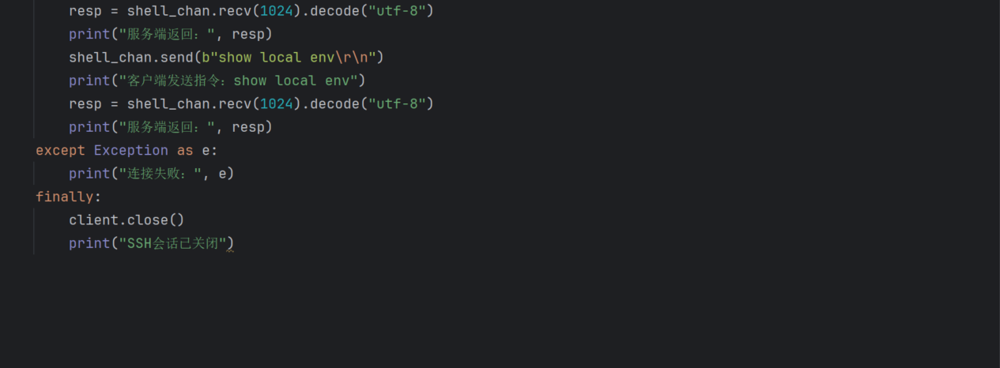 resp = shell_chan.recv(1024).decode("utf-8")
print("服务端返回：", resp)
shell_chan.send(b"show local env\r\n")
print("客户端发送指令：show local env")
resp = shell_chan.recv(1024).decode("utf-8")
print("服务端返回：", resp)
except Exception as e:
print("连接失败：", e)
finally:
client.close()
print("SSH会话已关闭")